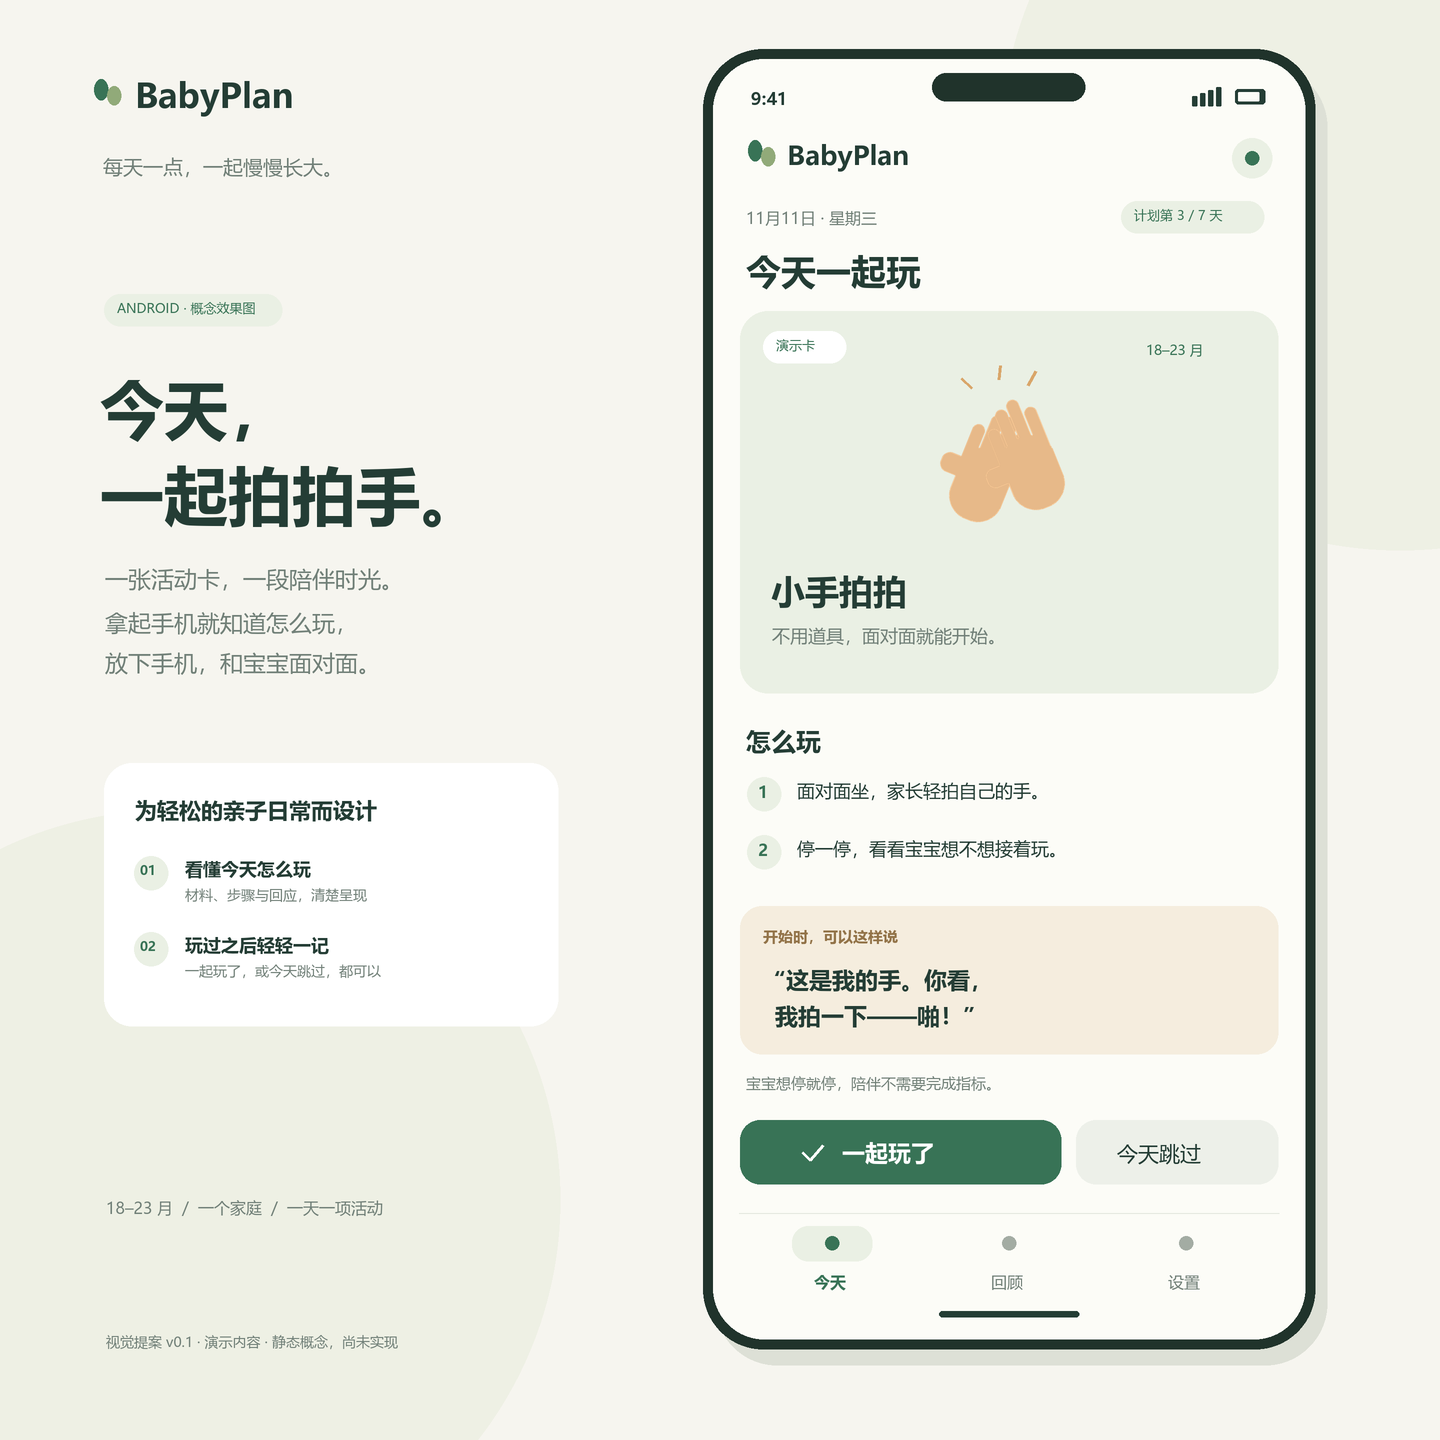 BabyPlan
每天一点，一起慢慢长大。
ANDROID · 概念效果图
今天，
一起拍拍手。
一张活动卡，一段陪伴时光。
拿起手机就知道怎么玩，
放下手机，和宝宝面对面。
为轻松的亲子日常而设计
01 看懂今天怎么玩
材料、步骤与回应，清楚呈现
02 玩过之后轻轻一记
一起玩了，或今天跳过，都可以
18–23 月 / 一个家庭 / 一天一项活动
视觉提案 v0.1 · 演示内容 · 静态概念，尚未实现
9:41
BabyPlan
11月11日 · 星期三
计划第 3 / 7 天
今天一起玩
演示卡
18–23 月
小手拍拍
不用道具，面对面就能开始。
怎么玩
1 面对面坐，家长轻拍自己的手。
2 停一停，看看宝宝想不想接着玩。
开始时，可以这样说
“这是我的手。你看，
我拍一下——啪！”
宝宝想停就停，陪伴不需要完成指标。
一起玩了
今天跳过
今天
回顾
设置